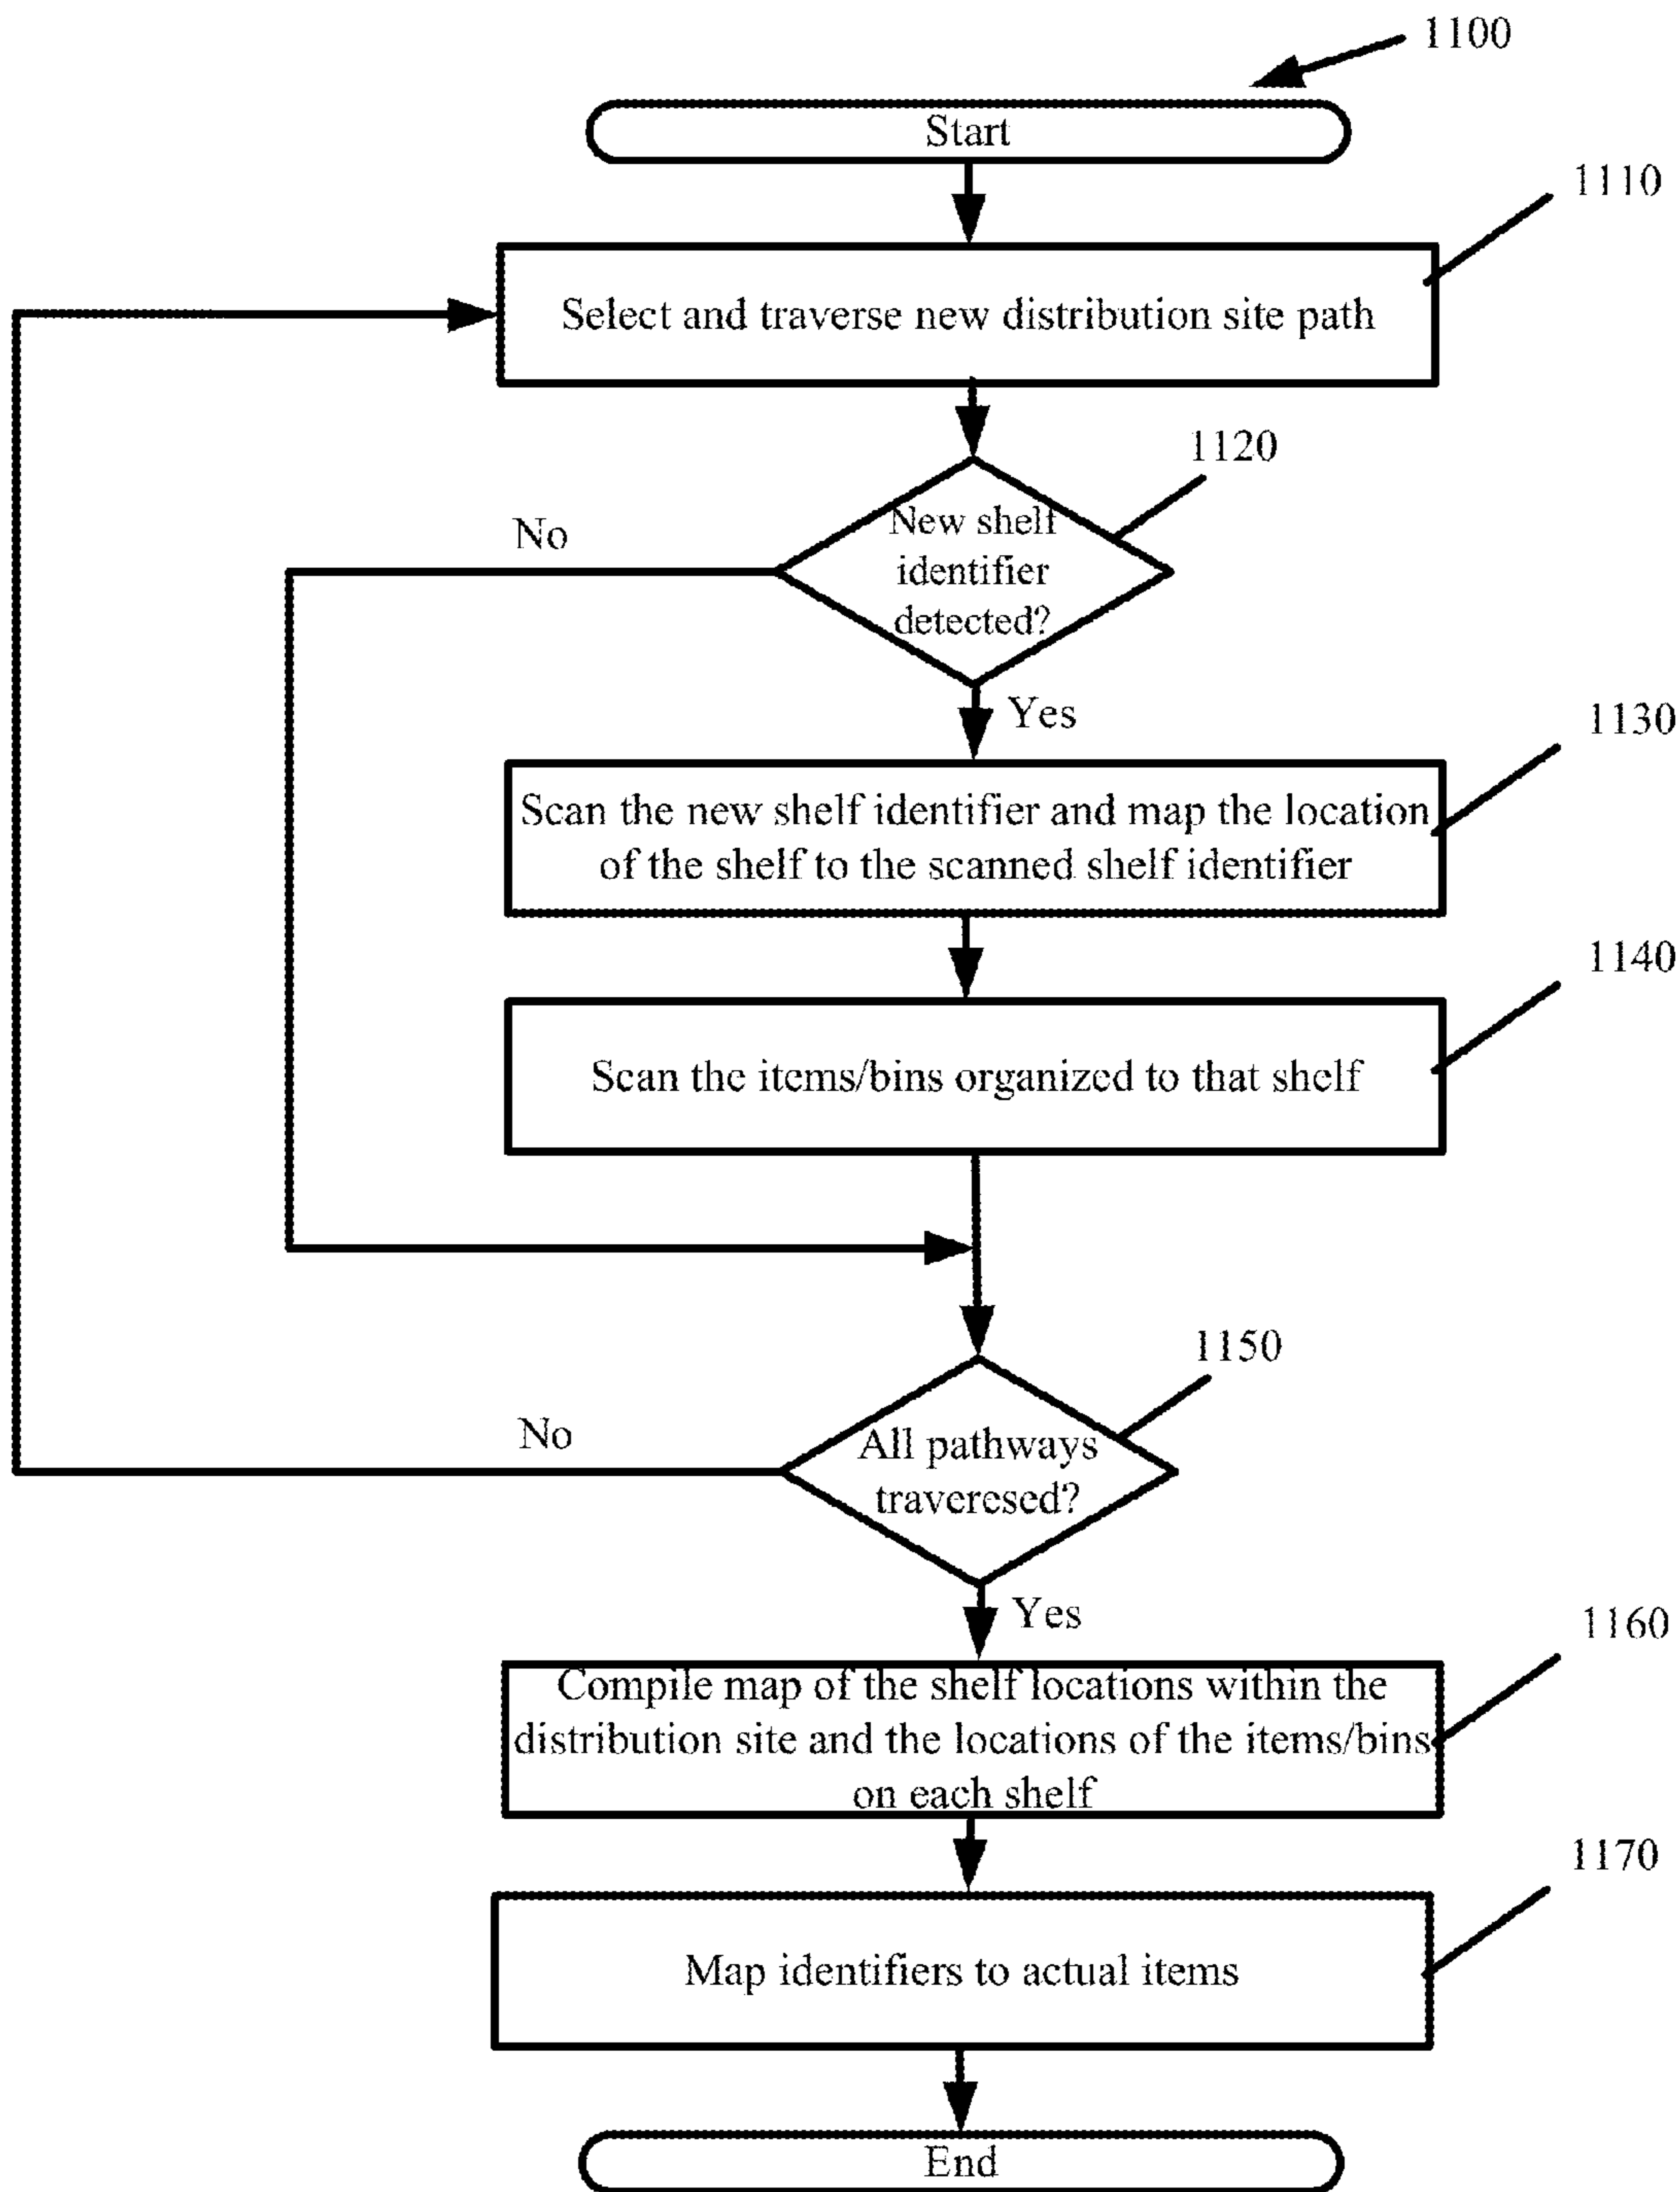 1100
Start
1110
Select and traverse new distribution site path
1120
No
New shelf
identifier
detected?
Yes
1130
Scan the new shelf identifier and map the location
of the shelf to the scanned shelf identifier
1140
Scan the items/bins organized to that shelf
1150
No
All pathways
traveresed?
Yes
1160
Compile map of the shelf locations within the
distribution site and the locations of the items/bins
on each shelf
1170
Map identifiers to actual items
End